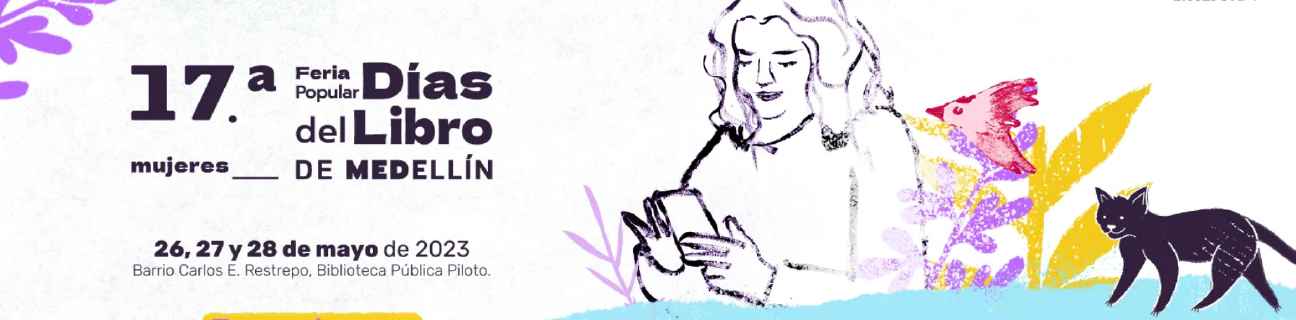 17.ª
Feria
Popular
Días
del Libro
mujeres___
DE MEDELLÍN
26, 27 y 28 de mayo de 2023
Barrio Carlos E. Restrepo, Biblioteca Pública Piloto.